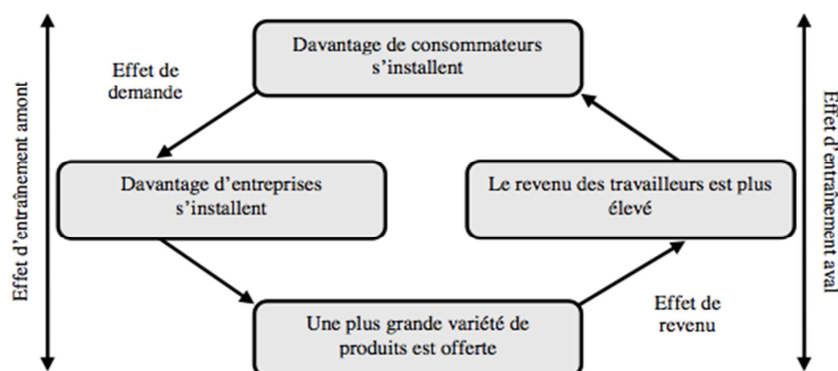 Davantage de consommateurs
s'installent
Effet de
demande
Effet d'entraînement amont
Effet d'entraînement aval
Davantage d'entreprises
s'installent
Le revenu des travailleurs est plus
élevé
Une plus grande variété de
produits est offerte
Effet de
revenu